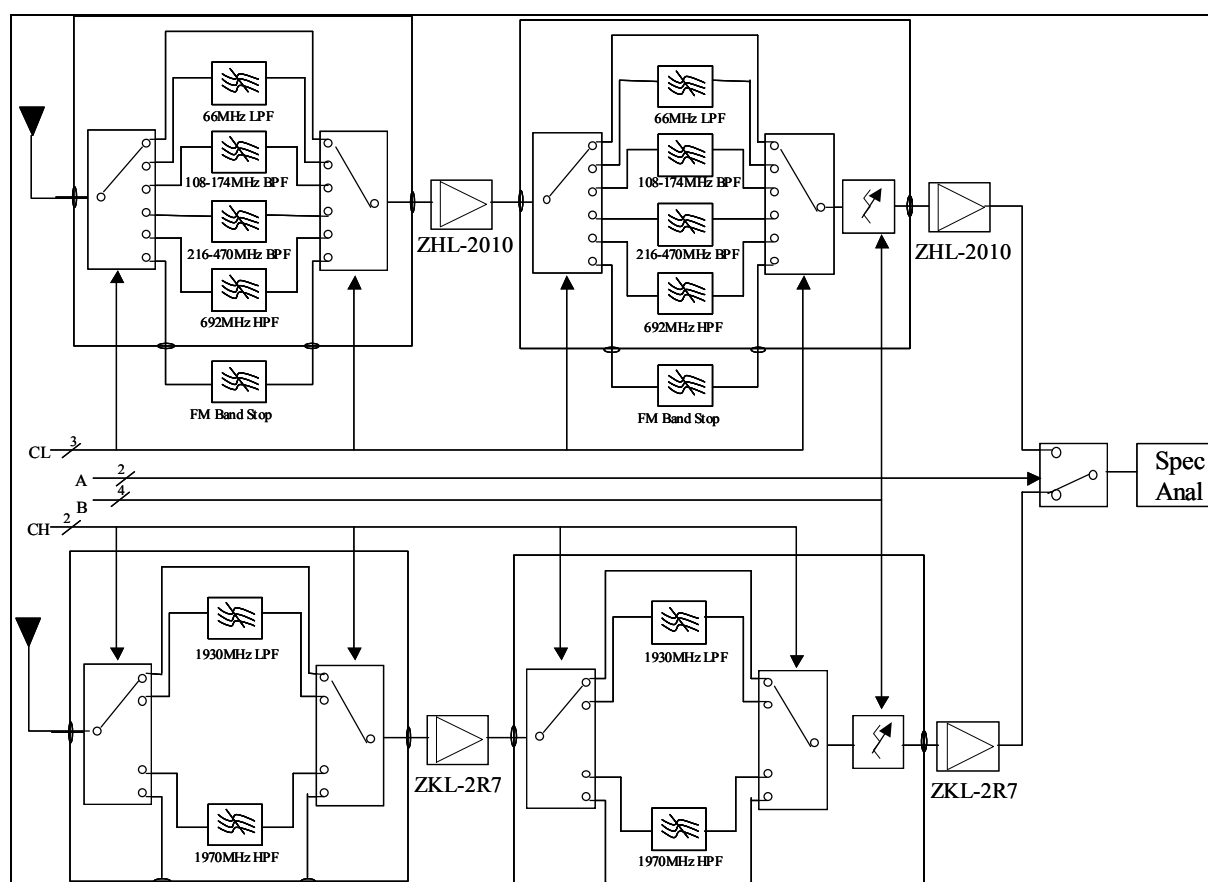 66MHz LPF
108-174MHz BPF
216-470MHz BPF
692MHz HPF
FM Band Stop
ZHL-2010
66MHz LPF
108-174MHz BPF
216-470MHz BPF
692MHz HPF
FM Band Stop
ZHL-2010
CL 3
A 2
B 4
CH 2
Spec
Anal
1930MHz LPF
1970MHz HPF
ZKL-2R7
1930MHz LPF
1970MHz HPF
ZKL-2R7